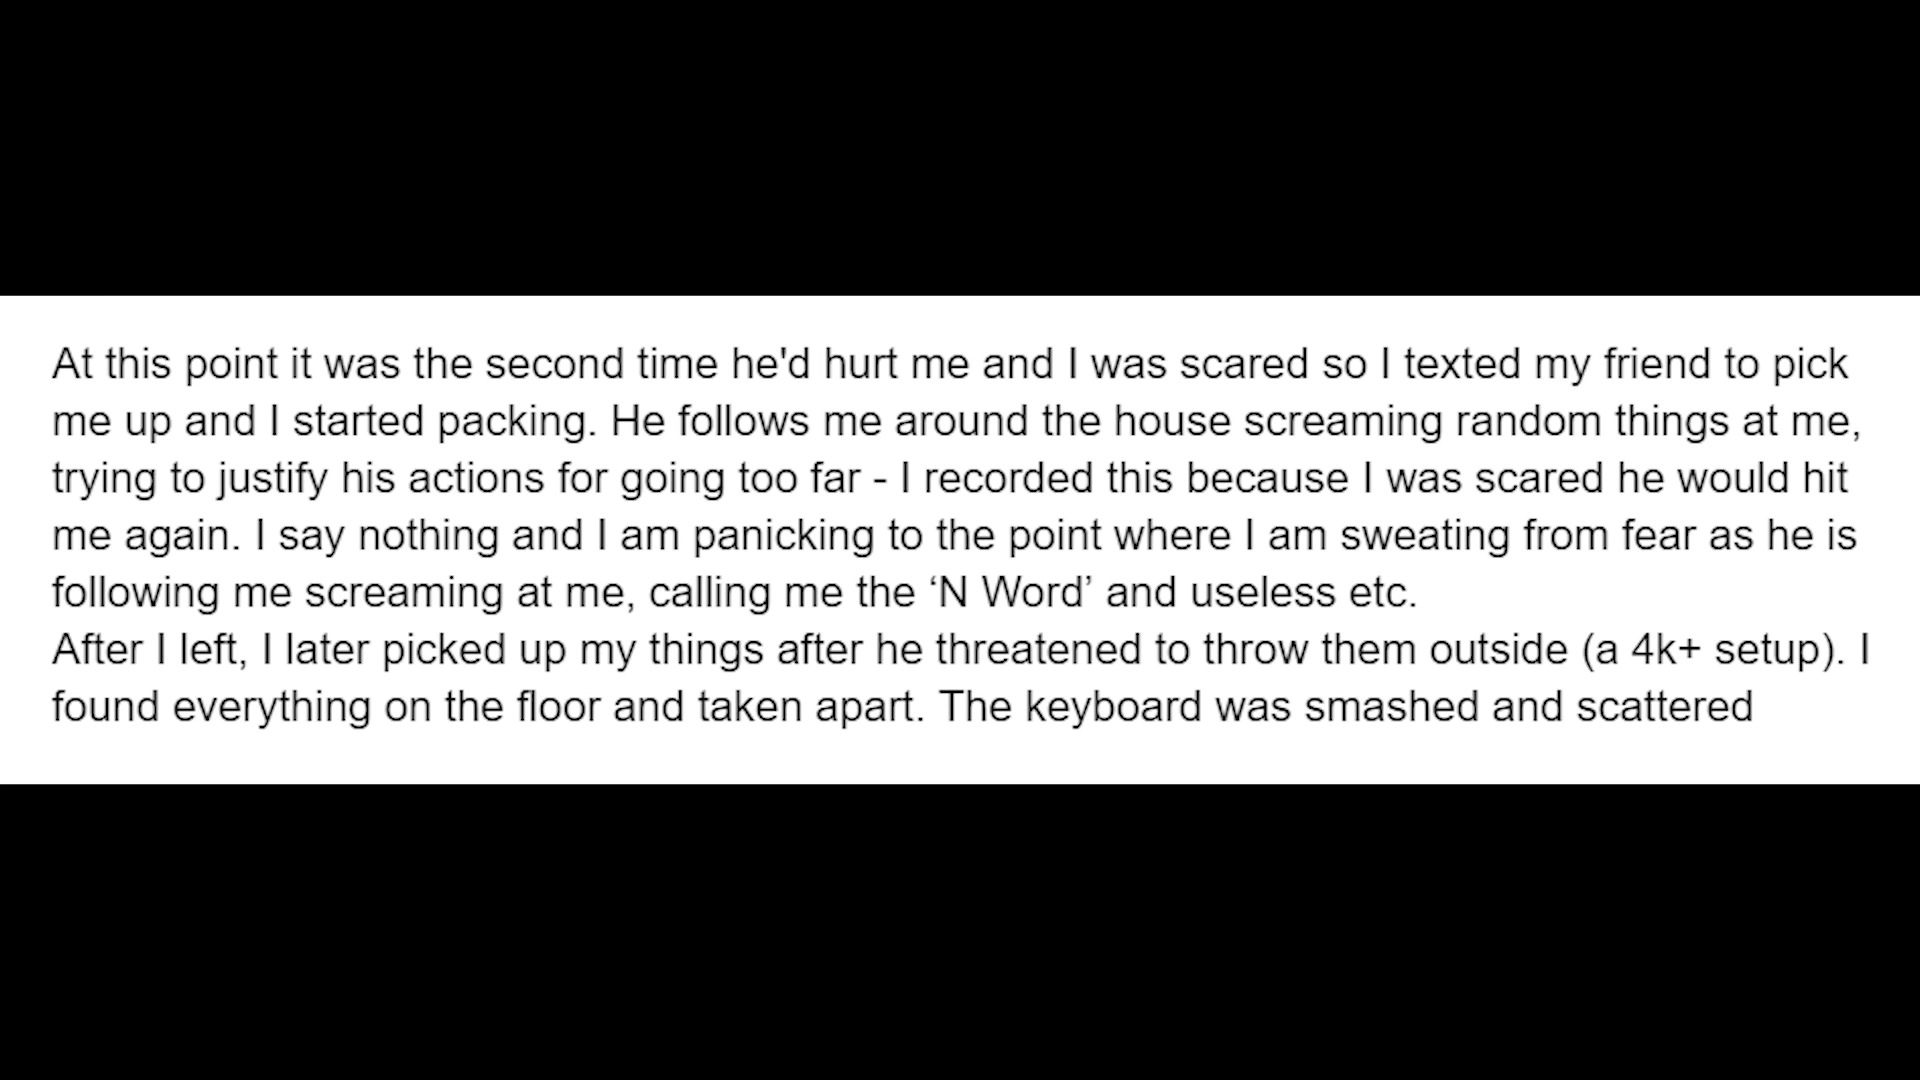 At this point it was the second time he'd hurt me and I was scared so I texted my friend to pick
me up and I started packing. He follows me around the house screaming random things at me,
trying to justify his actions for going too far - I recorded this because I was scared he would hit
me again. I say nothing and I am panicking to the point where I am sweating from fear as he is
following me screaming at me, calling me the ‘N Word’ and useless etc.
After I left, I later picked up my things after he threatened to throw them outside (a 4k+ setup). I
found everything on the floor and taken apart. The keyboard was smashed and scattered